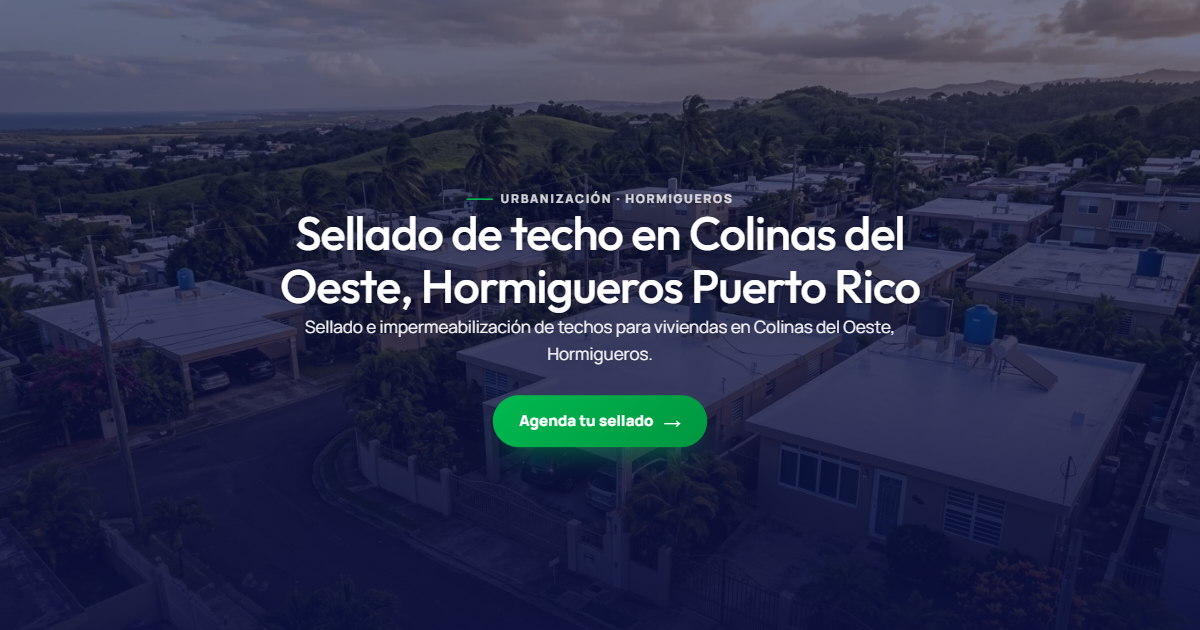 URBANIZACIÓN · HORMIGUEROS
Sellado de techo en Colinas del
Oeste, Hormigueros Puerto Rico
Sellado e impermeabilización de techos para viviendas en Colinas del Oeste,
Hormigueros.
Agenda tu sellado →